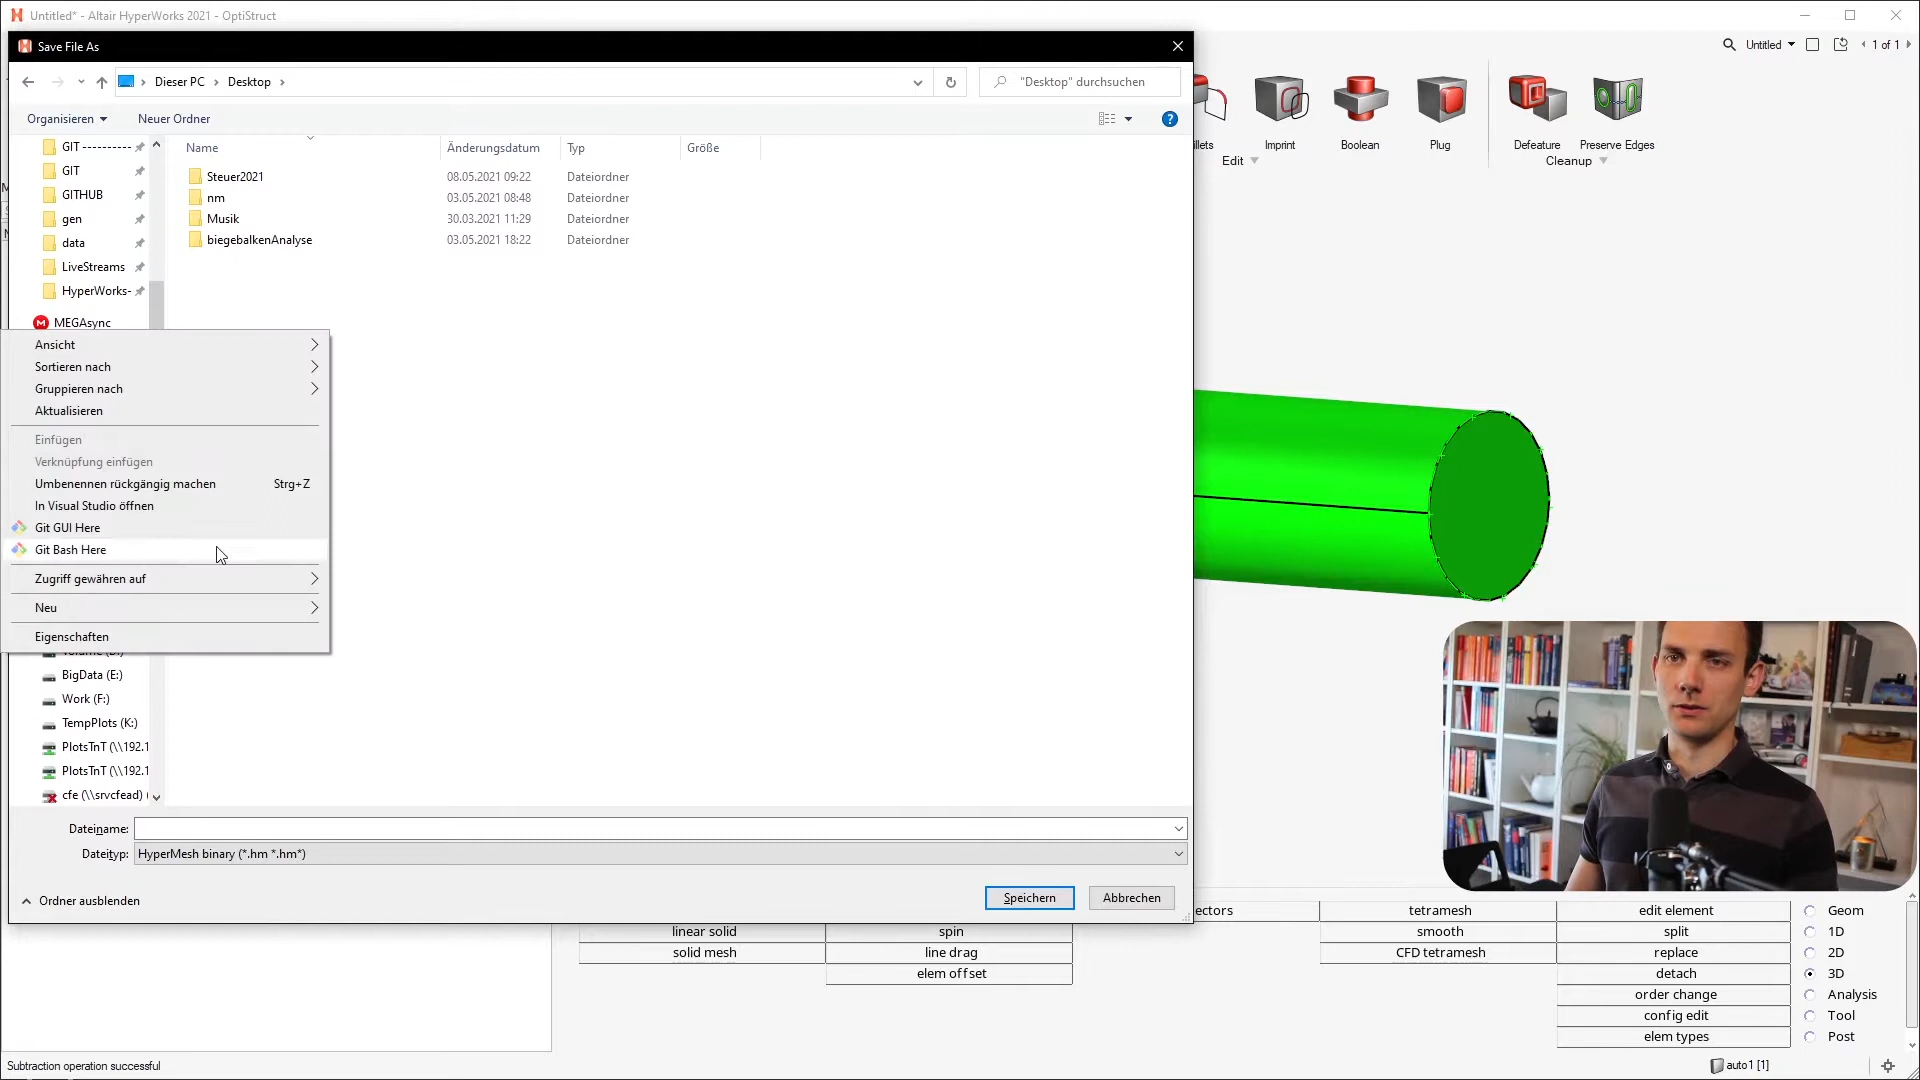 Untitled* - Altair HyperWorks 2021 - OptiStruct
Save File As
Untitled
1 of 1
Dieser PC
Desktop
"Desktop" durchsuchen
Organisieren
Neuer Ordner
Imprint
Boolean
Plug
Defeature
Preserve Edges
Edit
Cleanup
Name
Änderungsdatum
Typ
Größe
GIT ----------
GIT
GITHUB
gen
data
LiveStreams
HyperWorks-
MEGAsync
Steuer2021 08.05.2021 09:22 Dateiordner
nm 03.05.2021 08:48 Dateiordner
Musik 30.03.2021 11:29 Dateiordner
biegebalkenAnalyse 03.05.2021 18:22 Dateiordner
Ansicht
Sortieren nach
Gruppieren nach
Aktualisieren
Einfügen
Verknüpfung einfügen
Umbenennen rückgängig machen Strg+Z
In Visual Studio öffnen
Git GUI Here
Git Bash Here
Zugriff gewähren auf
Neu
Eigenschaften
BigData (E:)
Work (F:)
TempPlots (K:)
PlotsTnT (\\192.1
PlotsTnT (\\192.1
cfe (\\srvcfead)
Dateiname:
Dateityp: HyperMesh binary (*.hm *.hm*)
Ordner ausblenden
Speichern
Abbrechen
ectors
tetramesh
edit element
Geom
linear solid
spin
smooth
split
1D
solid mesh
line drag
CFD tetramesh
replace
2D
elem offset
detach
3D
order change
Analysis
config edit
Tool
elem types
Post
Subtraction operation successful
auto1 [1]